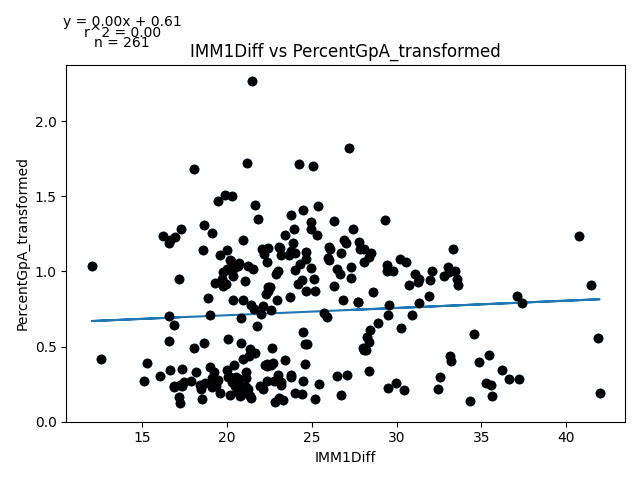 y = 0.00x + 0.61
r^2 = 0.00
n = 261
IMM1Diff vs PercentGpA_transformed
PercentGpA_transformed
2.0
1.5
1.0
0.5
0.0
15 20 25 30 35 40
IMM1Diff